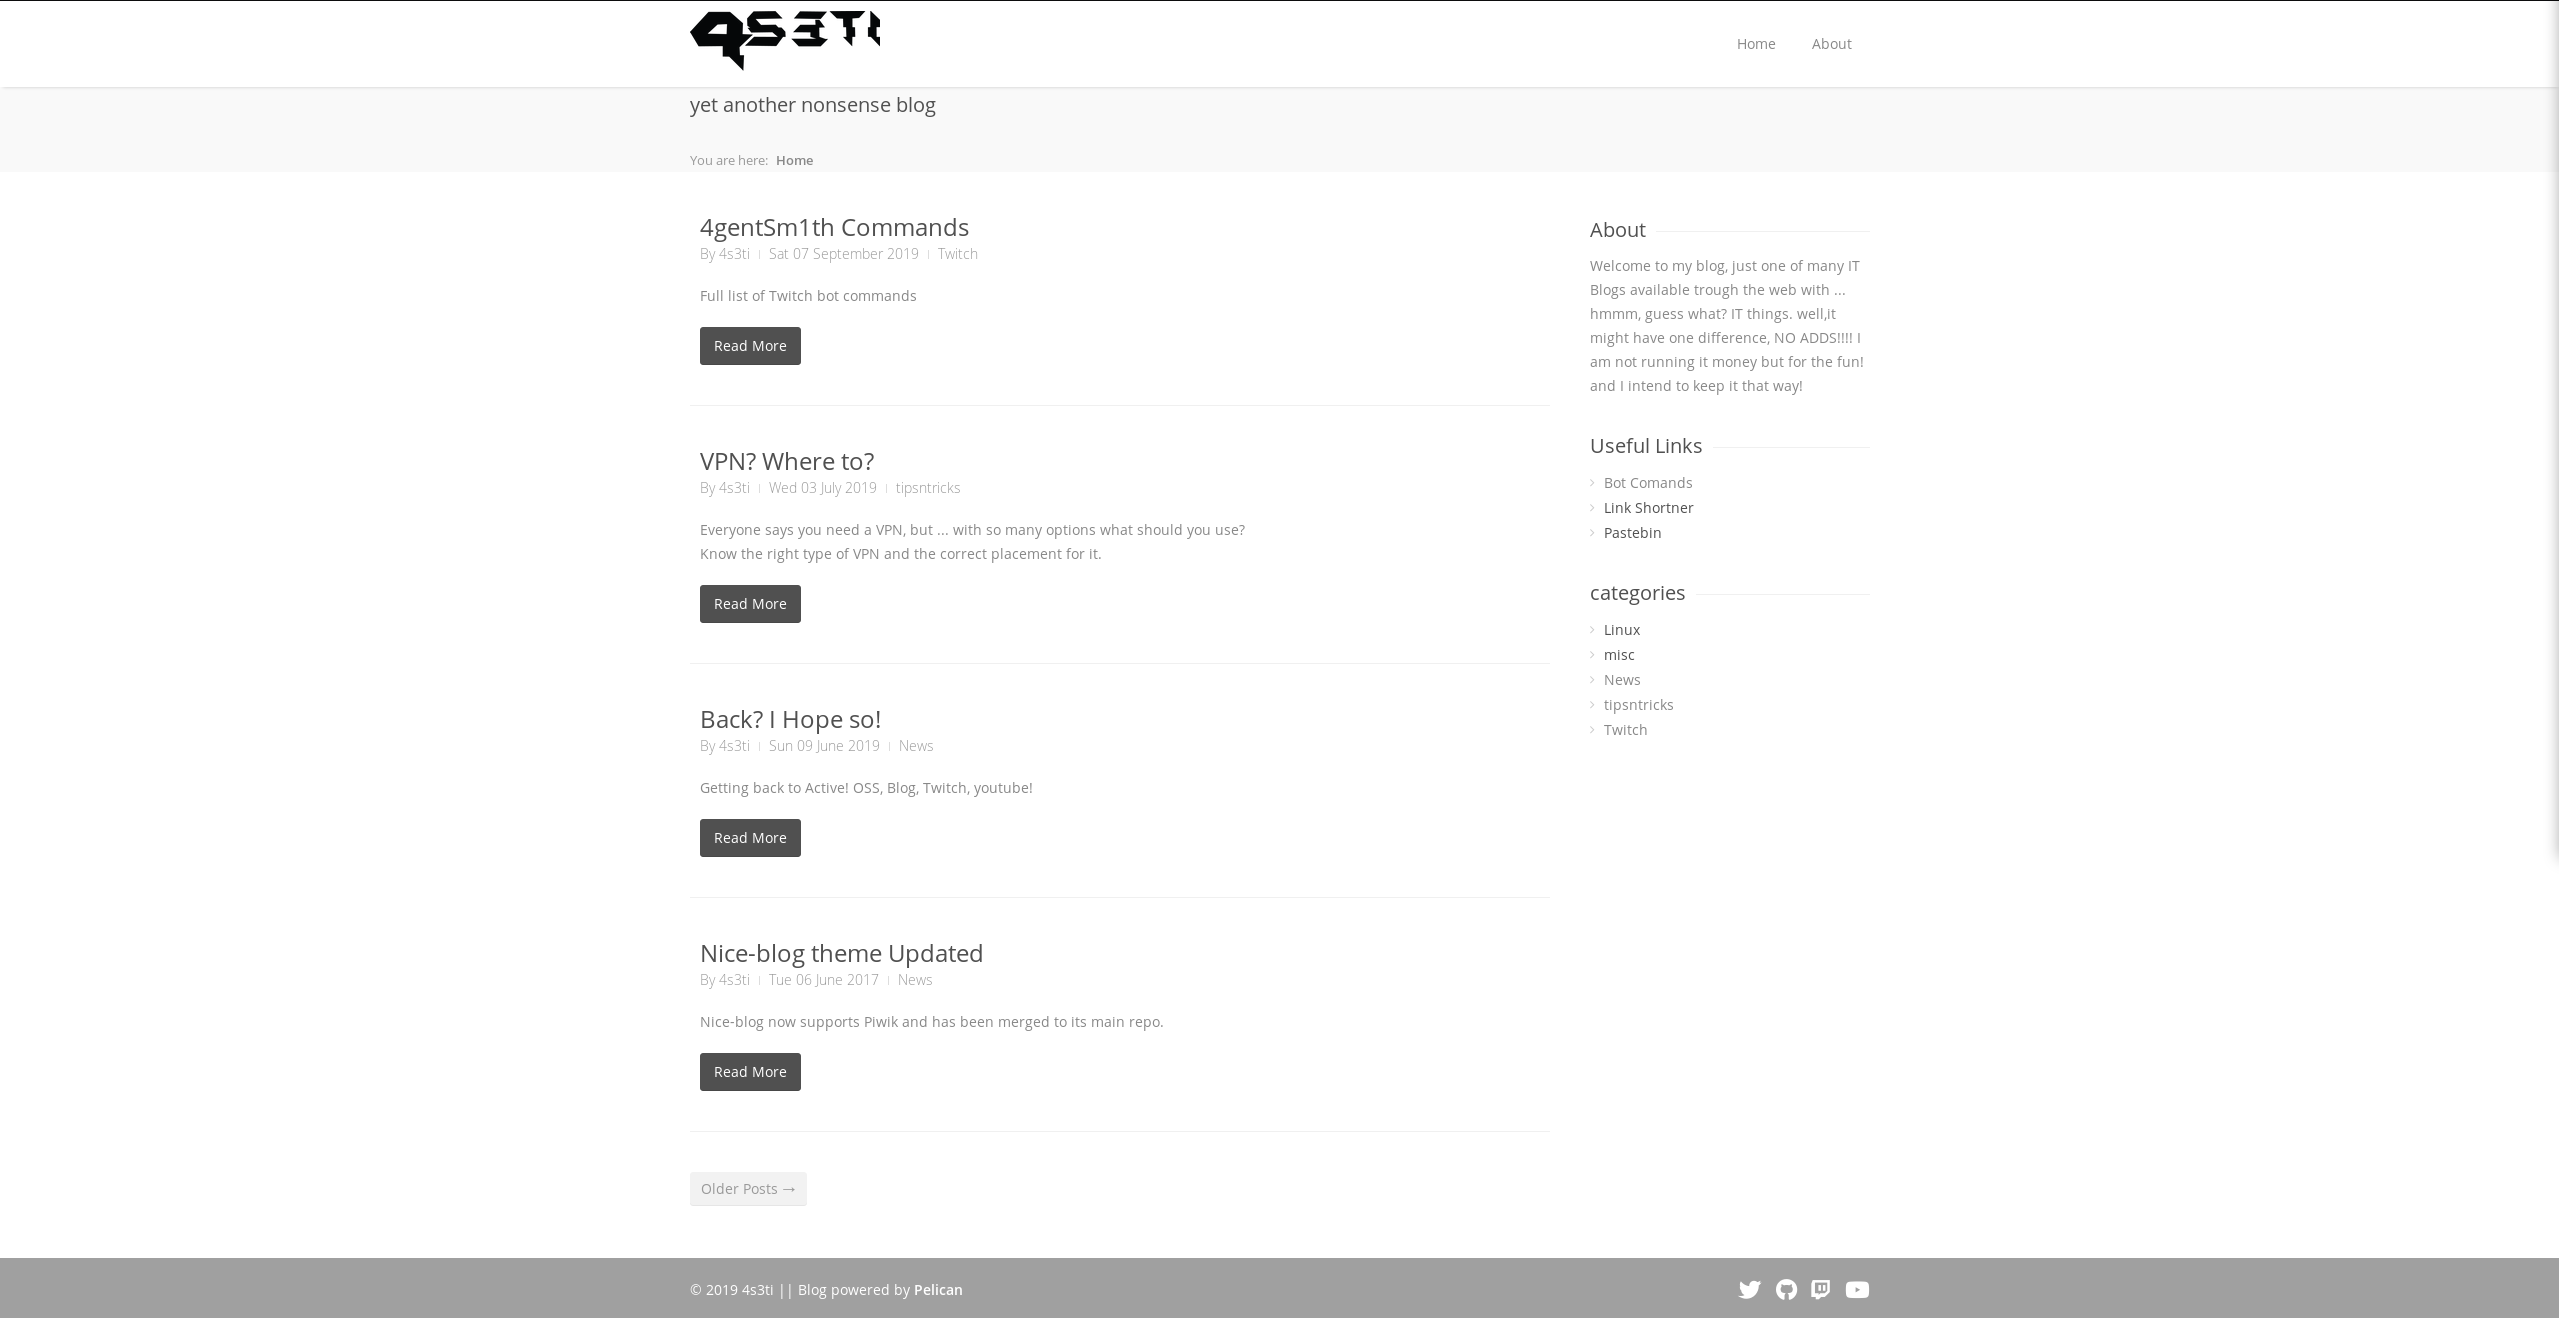 4S3TI
Home
About
yet another nonsense blog
You are here: Home
4gentSm1th Commands
By 4s3ti | Sat 07 September 2019 | Twitch
Full list of Twitch bot commands
Read More
VPN? Where to?
By 4s3ti | Wed 03 July 2019 | tipsntricks
Everyone says you need a VPN, but ... with so many options what should you use?
Know the right type of VPN and the correct placement for it.
Read More
Back? I Hope so!
By 4s3ti | Sun 09 June 2019 | News
Getting back to Active! OSS, Blog, Twitch, youtube!
Read More
Nice-blog theme Updated
By 4s3ti | Tue 06 June 2017 | News
Nice-blog now supports Piwik and has been merged to its main repo.
Read More
Older Posts →
About
Welcome to my blog, just one of many IT
Blogs available trough the web with ...
hmmm, guess what? IT things. well,it
might have one difference, NO ADDS!!!! I
am not running it money but for the fun!
and I intend to keep it that way!
Useful Links
Bot Comands
Link Shortner
Pastebin
categories
Linux
misc
News
tipsntricks
Twitch
© 2019 4s3ti || Blog powered by Pelican